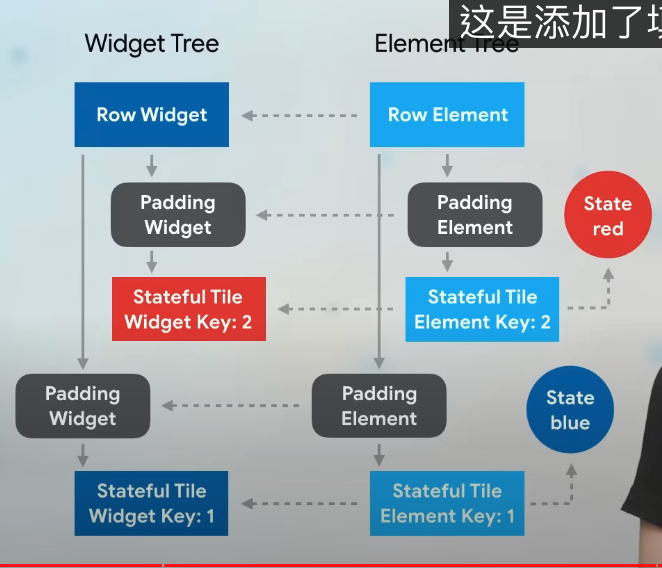 这是添加了
Widget Tree
Element Tree
Row Widget
Row Element
Padding
Widget
Padding
Element
State
red
Stateful Tile
Widget Key: 2
Stateful Tile
Element Key: 2
Padding
Widget
Padding
Element
State
blue
Stateful Tile
Widget Key: 1
Stateful Tile
Element Key: 1